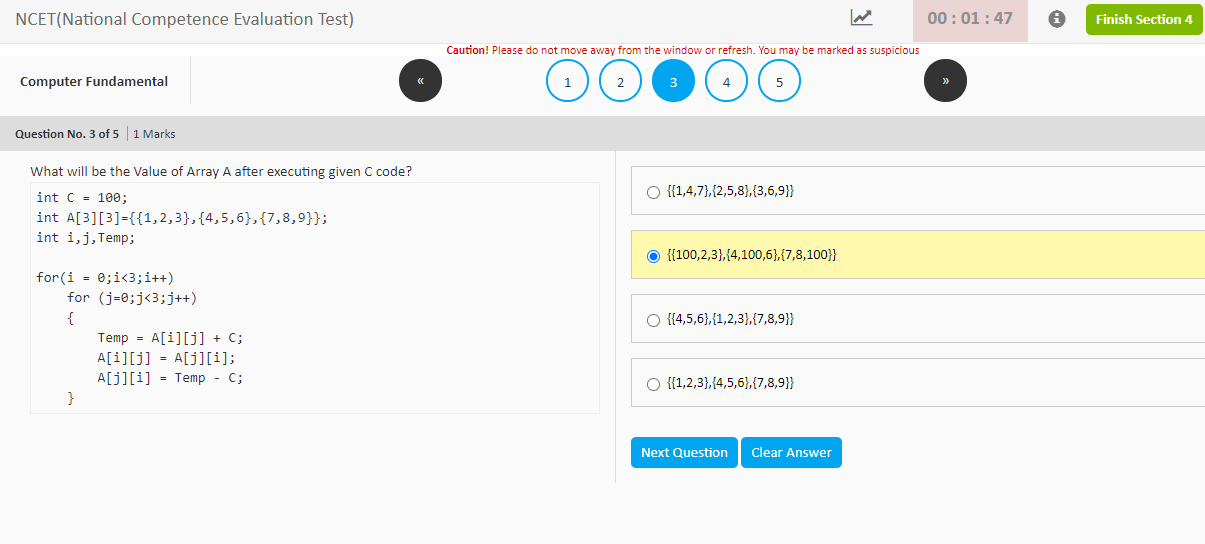 NCET(National Competence Evaluation Test)
00 : 01 : 47
Finish Section 4
Caution! Please do not move away from the window or refresh. You may be marked as suspicious
Computer Fundamental
«
1
2
3
4
5
»
Question No. 3 of 5 | 1 Marks
What will be the Value of Array A after executing given C code?
int C = 100;
int A[3][3]={{1,2,3},{4,5,6},{7,8,9}};
int i,j,Temp;
for(i = 0;i<3;i++)
for (j=0;j<3;j++)
{
Temp = A[i][j] + C;
A[i][j] = A[j][i];
A[j][i] = Temp - C;
}
{{1,4,7},{2,5,8},{3,6,9}}
{{100,2,3},{4,100,6},{7,8,100}}
{{4,5,6},{1,2,3},{7,8,9}}
{{1,2,3},{4,5,6},{7,8,9}}
Next Question
Clear Answer